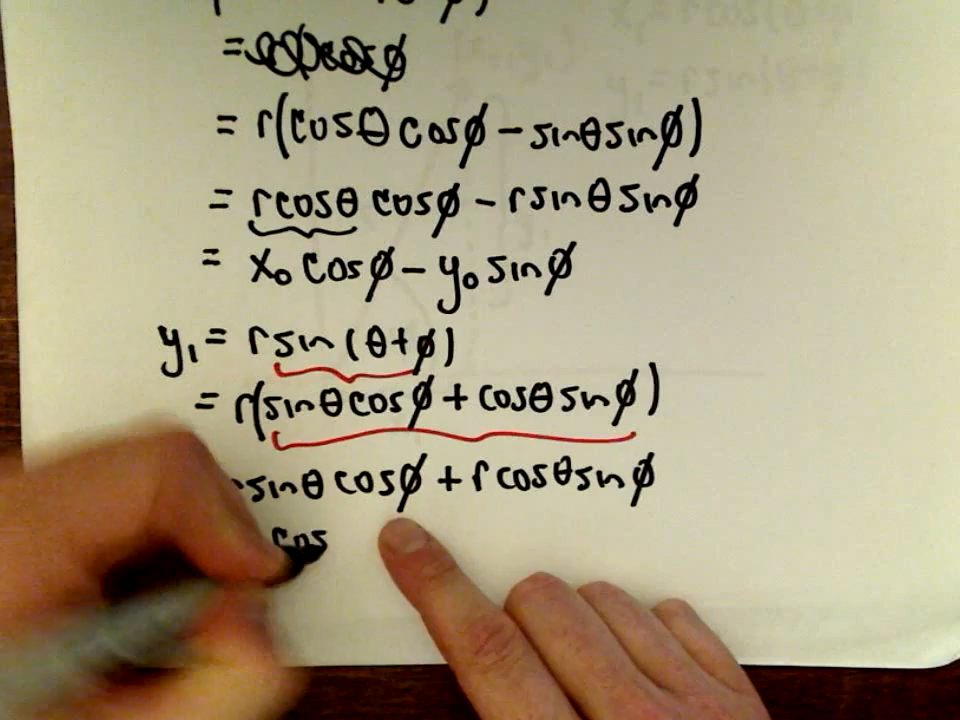 = r(cosθ cosϕ - sinθ sinϕ)
= rcosθ cosϕ - r sinθ sinϕ
= x₀ cosϕ - y₀ sinϕ
y₁ = r sin(θ+ϕ)
= r(sinθ cosϕ + cosθ sinϕ)
sinθ cosϕ + r cosθ sinϕ
cos